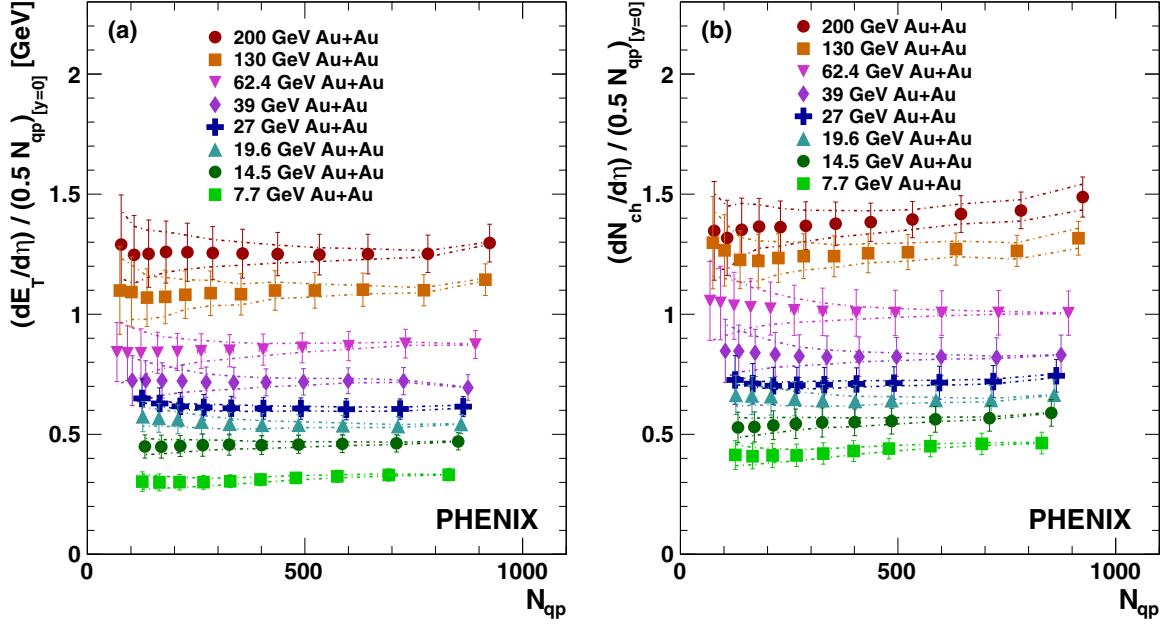 (a)
200 GeV Au+Au
130 GeV Au+Au
62.4 GeV Au+Au
39 GeV Au+Au
27 GeV Au+Au
19.6 GeV Au+Au
14.5 GeV Au+Au
7.7 GeV Au+Au
(dE_T/dη) / (0.5 N_qp)_[y=0] [GeV]
2
1.5
1
0.5
0
PHENIX
0 500 1000
N_qp
(b)
200 GeV Au+Au
130 GeV Au+Au
62.4 GeV Au+Au
39 GeV Au+Au
27 GeV Au+Au
19.6 GeV Au+Au
14.5 GeV Au+Au
7.7 GeV Au+Au
(dN_ch/dη) / (0.5 N_qp)_[y=0]
2
1.5
1
0.5
0
PHENIX
0 500 1000
N_qp